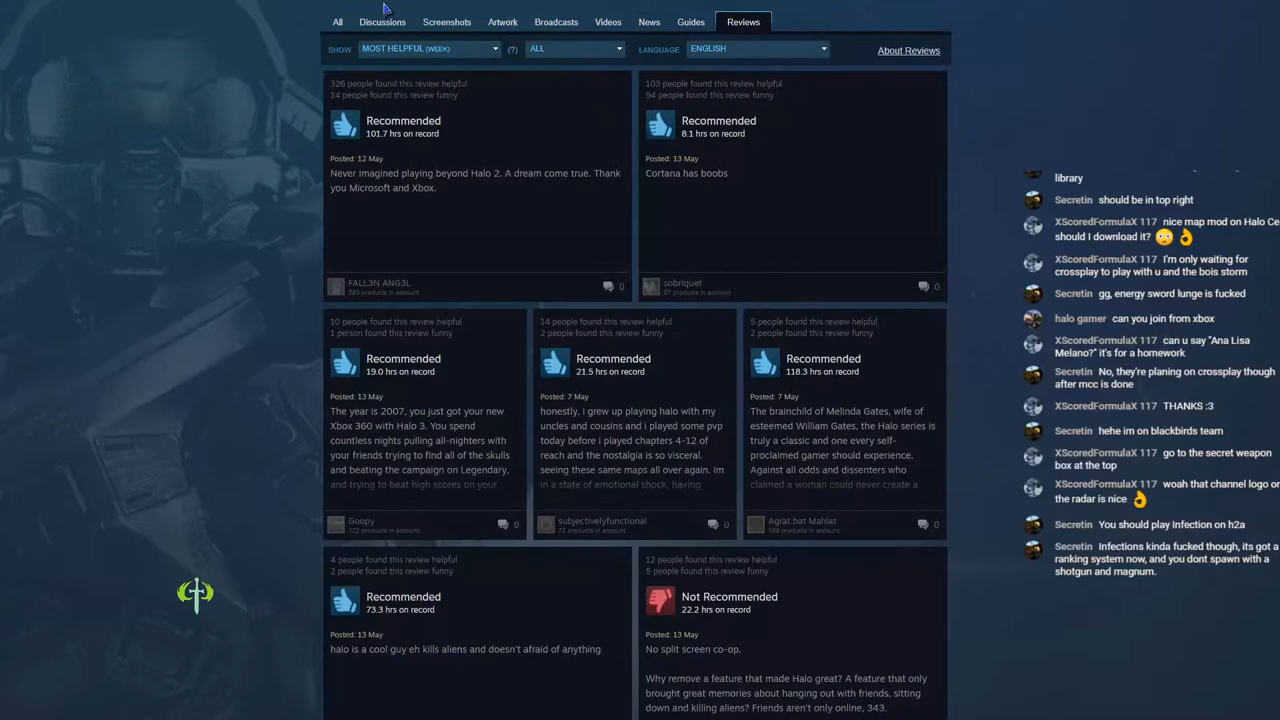 All Discussions Screenshots Artwork Broadcasts Videos News Guides Reviews
SHOW MOST HELPFUL (WEEK) (?) ALL LANGUAGE ENGLISH About Reviews
326 people found this review helpful
14 people found this review funny
Recommended
101.7 hrs on record
Posted: 12 May
Never imagined playing beyond Halo 2. A dream come true. Thank
you Microsoft and Xbox.
FALL3N ANG3L
580 products in account
0
103 people found this review helpful
94 people found this review funny
Recommended
8.1 hrs on record
Posted: 13 May
Cortana has boobs
sobriquet
97 products in account
0
10 people found this review helpful
1 person found this review funny
Recommended
19.0 hrs on record
Posted: 13 May
The year is 2007, you just got your new
Xbox 360 with Halo 3. You spend
countless nights pulling all-nighters with
your friends trying to find all of the skulls
and beating the campaign on Legendary,
and trying to beat high scores on your
Goopy
122 products in account
0
14 people found this review helpful
2 people found this review funny
Recommended
21.5 hrs on record
Posted: 7 May
honestly, i grew up playing halo with my
uncles and cousins and i played some pvp
today before i played chapters 4-12 of
reach and the nostalgia is so visceral.
seeing these same maps all over again. im
in a state of emotional shock, having
subjectivelyfunctional
73 products in account
0
5 people found this review helpful
2 people found this review funny
Recommended
118.3 hrs on record
Posted: 7 May
The brainchild of Melinda Gates, wife of
esteemed William Gates, the Halo series is
truly a classic and one every self-
proclaimed gamer should experience.
Against all odds and dissenters who
claimed a woman could never create a
Agrat bat Mahlat
199 products in account
0
4 people found this review helpful
2 people found this review funny
Recommended
73.3 hrs on record
Posted: 13 May
halo is a cool guy eh kills aliens and doesn't afraid of anything
12 people found this review helpful
5 people found this review funny
Not Recommended
22.2 hrs on record
Posted: 13 May
No split screen co-op.
Why remove a feature that made Halo great? A feature that only
brought great memories about hanging out with friends, sitting
down and killing aliens? Friends aren't only online, 343.
library
Secretin should be in top right
XScoredFormulaX 117 nice map mod on Halo Ce
should I download it? 😳 👌
XScoredFormulaX 117 I'm only waiting for
crossplay to play with u and the bois storm
Secretin gg, energy sword lunge is fucked
halo gamer can you join from xbox
XScoredFormulaX 117 can u say "Ana Lisa
Melano?" it's for a homework
Secretin No, they're planing on crossplay though
after mcc is done
XScoredFormulaX 117 THANKS :3
Secretin hehe im on blackbirds team
XScoredFormulaX 117 go to the secret weapon
box at the top
XScoredFormulaX 117 woah that channel logo on
the radar is nice 👌
Secretin You should play Infection on h2a
Secretin Infections kinda fucked though, its got a
ranking system now, and you dont spawn with a
shotgun and magnum.